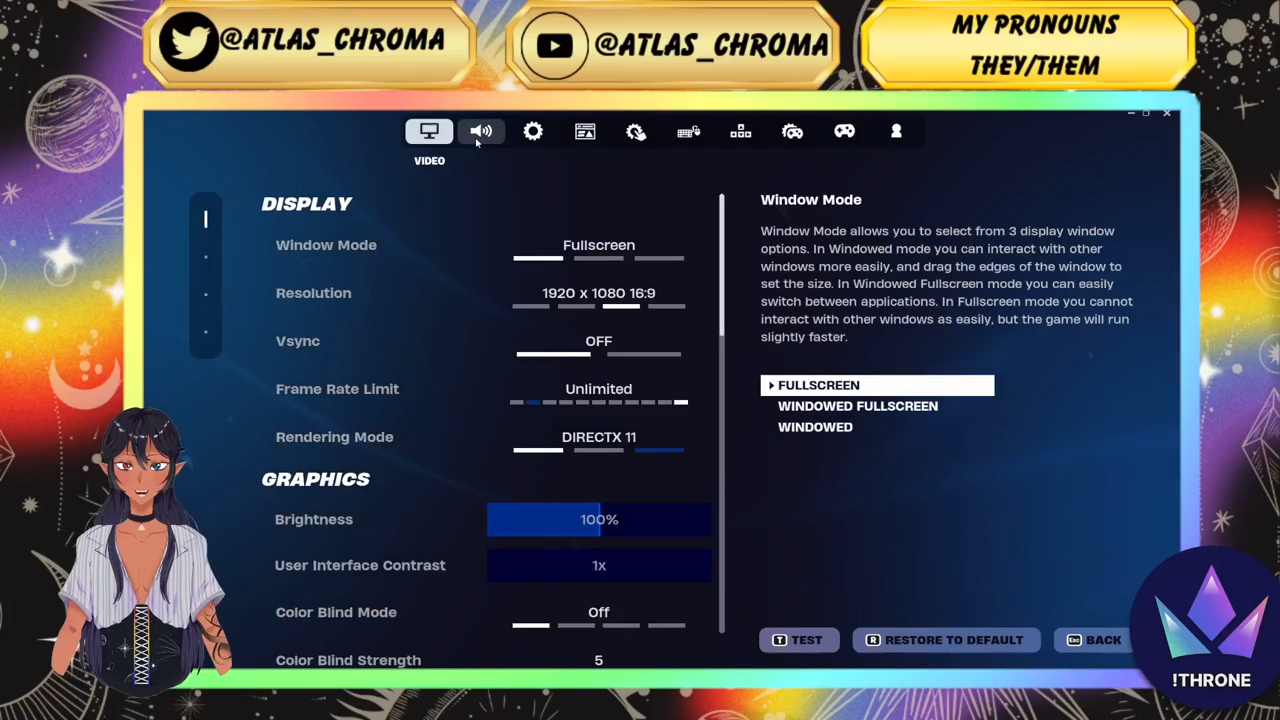 @ATLAS_CHROMA
@ATLAS_CHROMA
MY PRONOUNS
THEY/THEM
VIDEO
DISPLAY
Window Mode
Fullscreen
Resolution
1920 x 1080 16:9
Vsync
OFF
Frame Rate Limit
Unlimited
Rendering Mode
DIRECTX 11
GRAPHICS
Brightness
100%
User Interface Contrast
1x
Color Blind Mode
Off
Color Blind Strength
5
Window Mode
Window Mode allows you to select from 3 display window
options. In Windowed mode you can interact with other
windows more easily, and drag the edges of the window to
set the size. In Windowed Fullscreen mode you can easily
switch between applications. In Fullscreen mode you cannot
interact with other windows as easily, but the game will run
slightly faster.
FULLSCREEN
WINDOWED FULLSCREEN
WINDOWED
T TEST
R RESTORE TO DEFAULT
Esc BACK
!THRONE